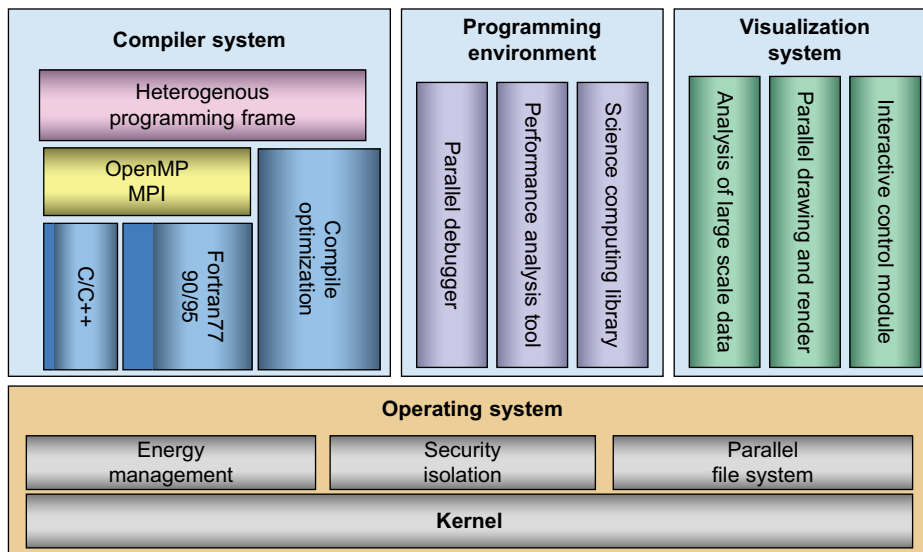 Compiler system
Heterogenous
programming frame
OpenMP
MPI
C/C++
Fortran77
90/95
Compile
optimization
Programming
environment
Parallel debugger
Performance analysis tool
Science computing library
Visualization
system
Analysis of large scale data
Parallel drawing and render
Interactive control module
Operating system
Energy
management
Security
isolation
Parallel
file system
Kernel